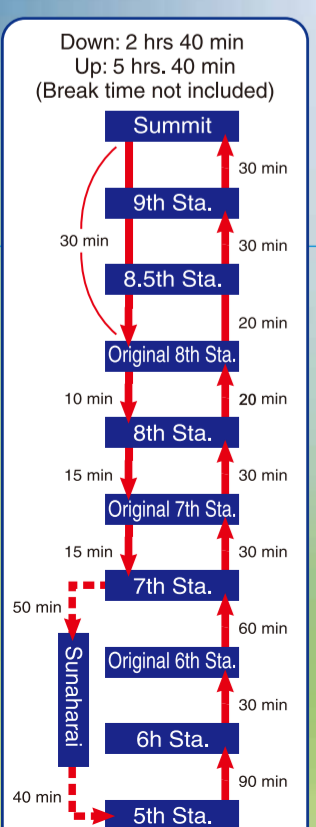 Down: 2 hrs 40 min
Up: 5 hrs. 40 min
(Break time not included)
Summit
30 min
9th Sta.
30 min
30 min
8.5th Sta.
20 min
Original 8th Sta.
10 min
20 min
8th Sta.
15 min
30 min
Original 7th Sta.
15 min
30 min
7th Sta.
50 min
60 min
Sunaharai
Original 6th Sta.
30 min
6h Sta.
40 min
90 min
5th Sta.